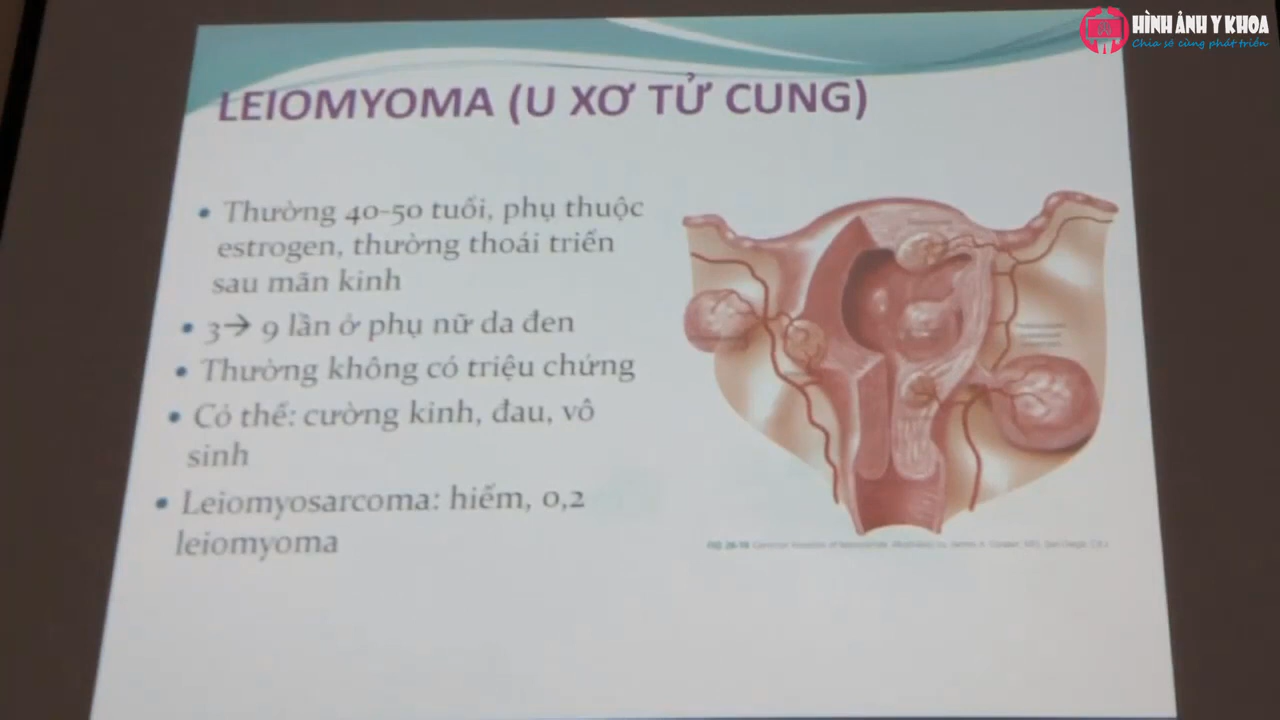 HÌNH ẢNH Y KHOA
Chia sẻ cùng phát triển
LEIOMYOMA (U XƠ TỬ CUNG)
• Thường 40-50 tuổi, phụ thuộc
estrogen, thường thoái triển
sau mãn kinh
• 3→ 9 lần ở phụ nữ da đen
• Thường không có triệu chứng
• Có thể: cường kinh, đau, vô
sinh
• Leiomyosarcoma: hiếm, 0,2
leiomyoma